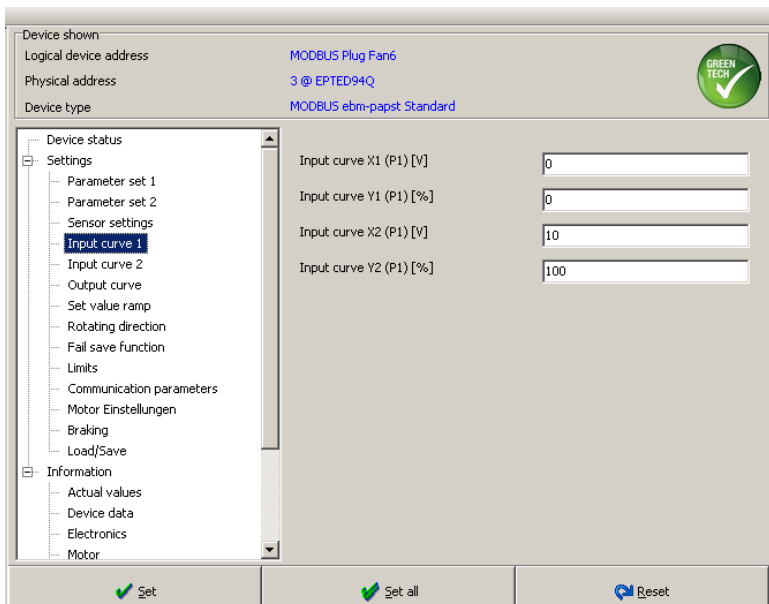 Device shown
Logical device address MODBUS Plug Fan6
Physical address 3 @ EPTED94Q
Device type MODBUS ebm-papst Standard
GREEN
TECH
Device status
Settings
Parameter set 1
Parameter set 2
Sensor settings
Input curve 1
Input curve 2
Output curve
Set value ramp
Rotating direction
Fail save function
Limits
Communication parameters
Motor Einstellungen
Braking
Load/Save
Information
Actual values
Device data
Electronics
Motor
Input curve X1 (P1) [V] 0
Input curve Y1 (P1) [%] 0
Input curve X2 (P1) [V] 10
Input curve Y2 (P1) [%] 100
Set Set all Reset